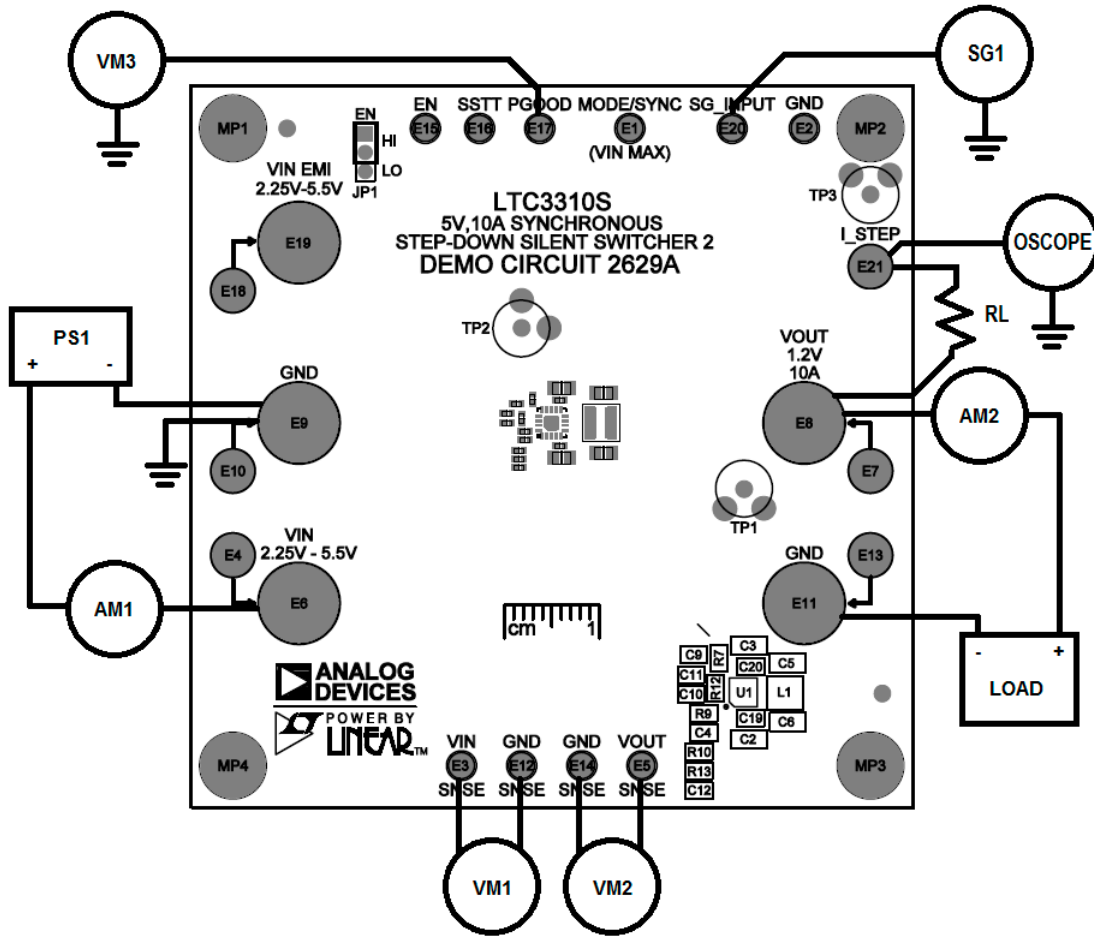 VM3
SG1
EN
SSTT
PGOOD
MODE/SYNC
SG_INPUT
GND
MP1
EN
E15
E16
E17
E1
E20
E2
MP2
HI
LO
JP1
(VIN MAX)
VIN EMI
2.25V-5.5V
E19
E18
LTC3310S
5V,10A SYNCHRONOUS
STEP-DOWN SILENT SWITCHER 2
DEMO CIRCUIT 2629A
TP3
I_STEP
E21
OSCOPE
RL
TP2
PS1
+ -
GND
E9
E10
VOUT
1.2V
10A
E8
E7
AM2
TP1
VIN
2.25V - 5.5V
E4
E6
AM1
GND
E13
E11
- +
LOAD
cm 1
C9
R7
C3
C11
C20
C5
C10
R12
U1
L1
R9
C19
C6
C4
C2
R10
R13
C12
ANALOG
DEVICES
POWER BY
LINEAR™
MP4
VIN
GND
GND
VOUT
E3
E12
E14
E5
SNSE
SNSE
SNSE
SNSE
MP3
VM1
VM2